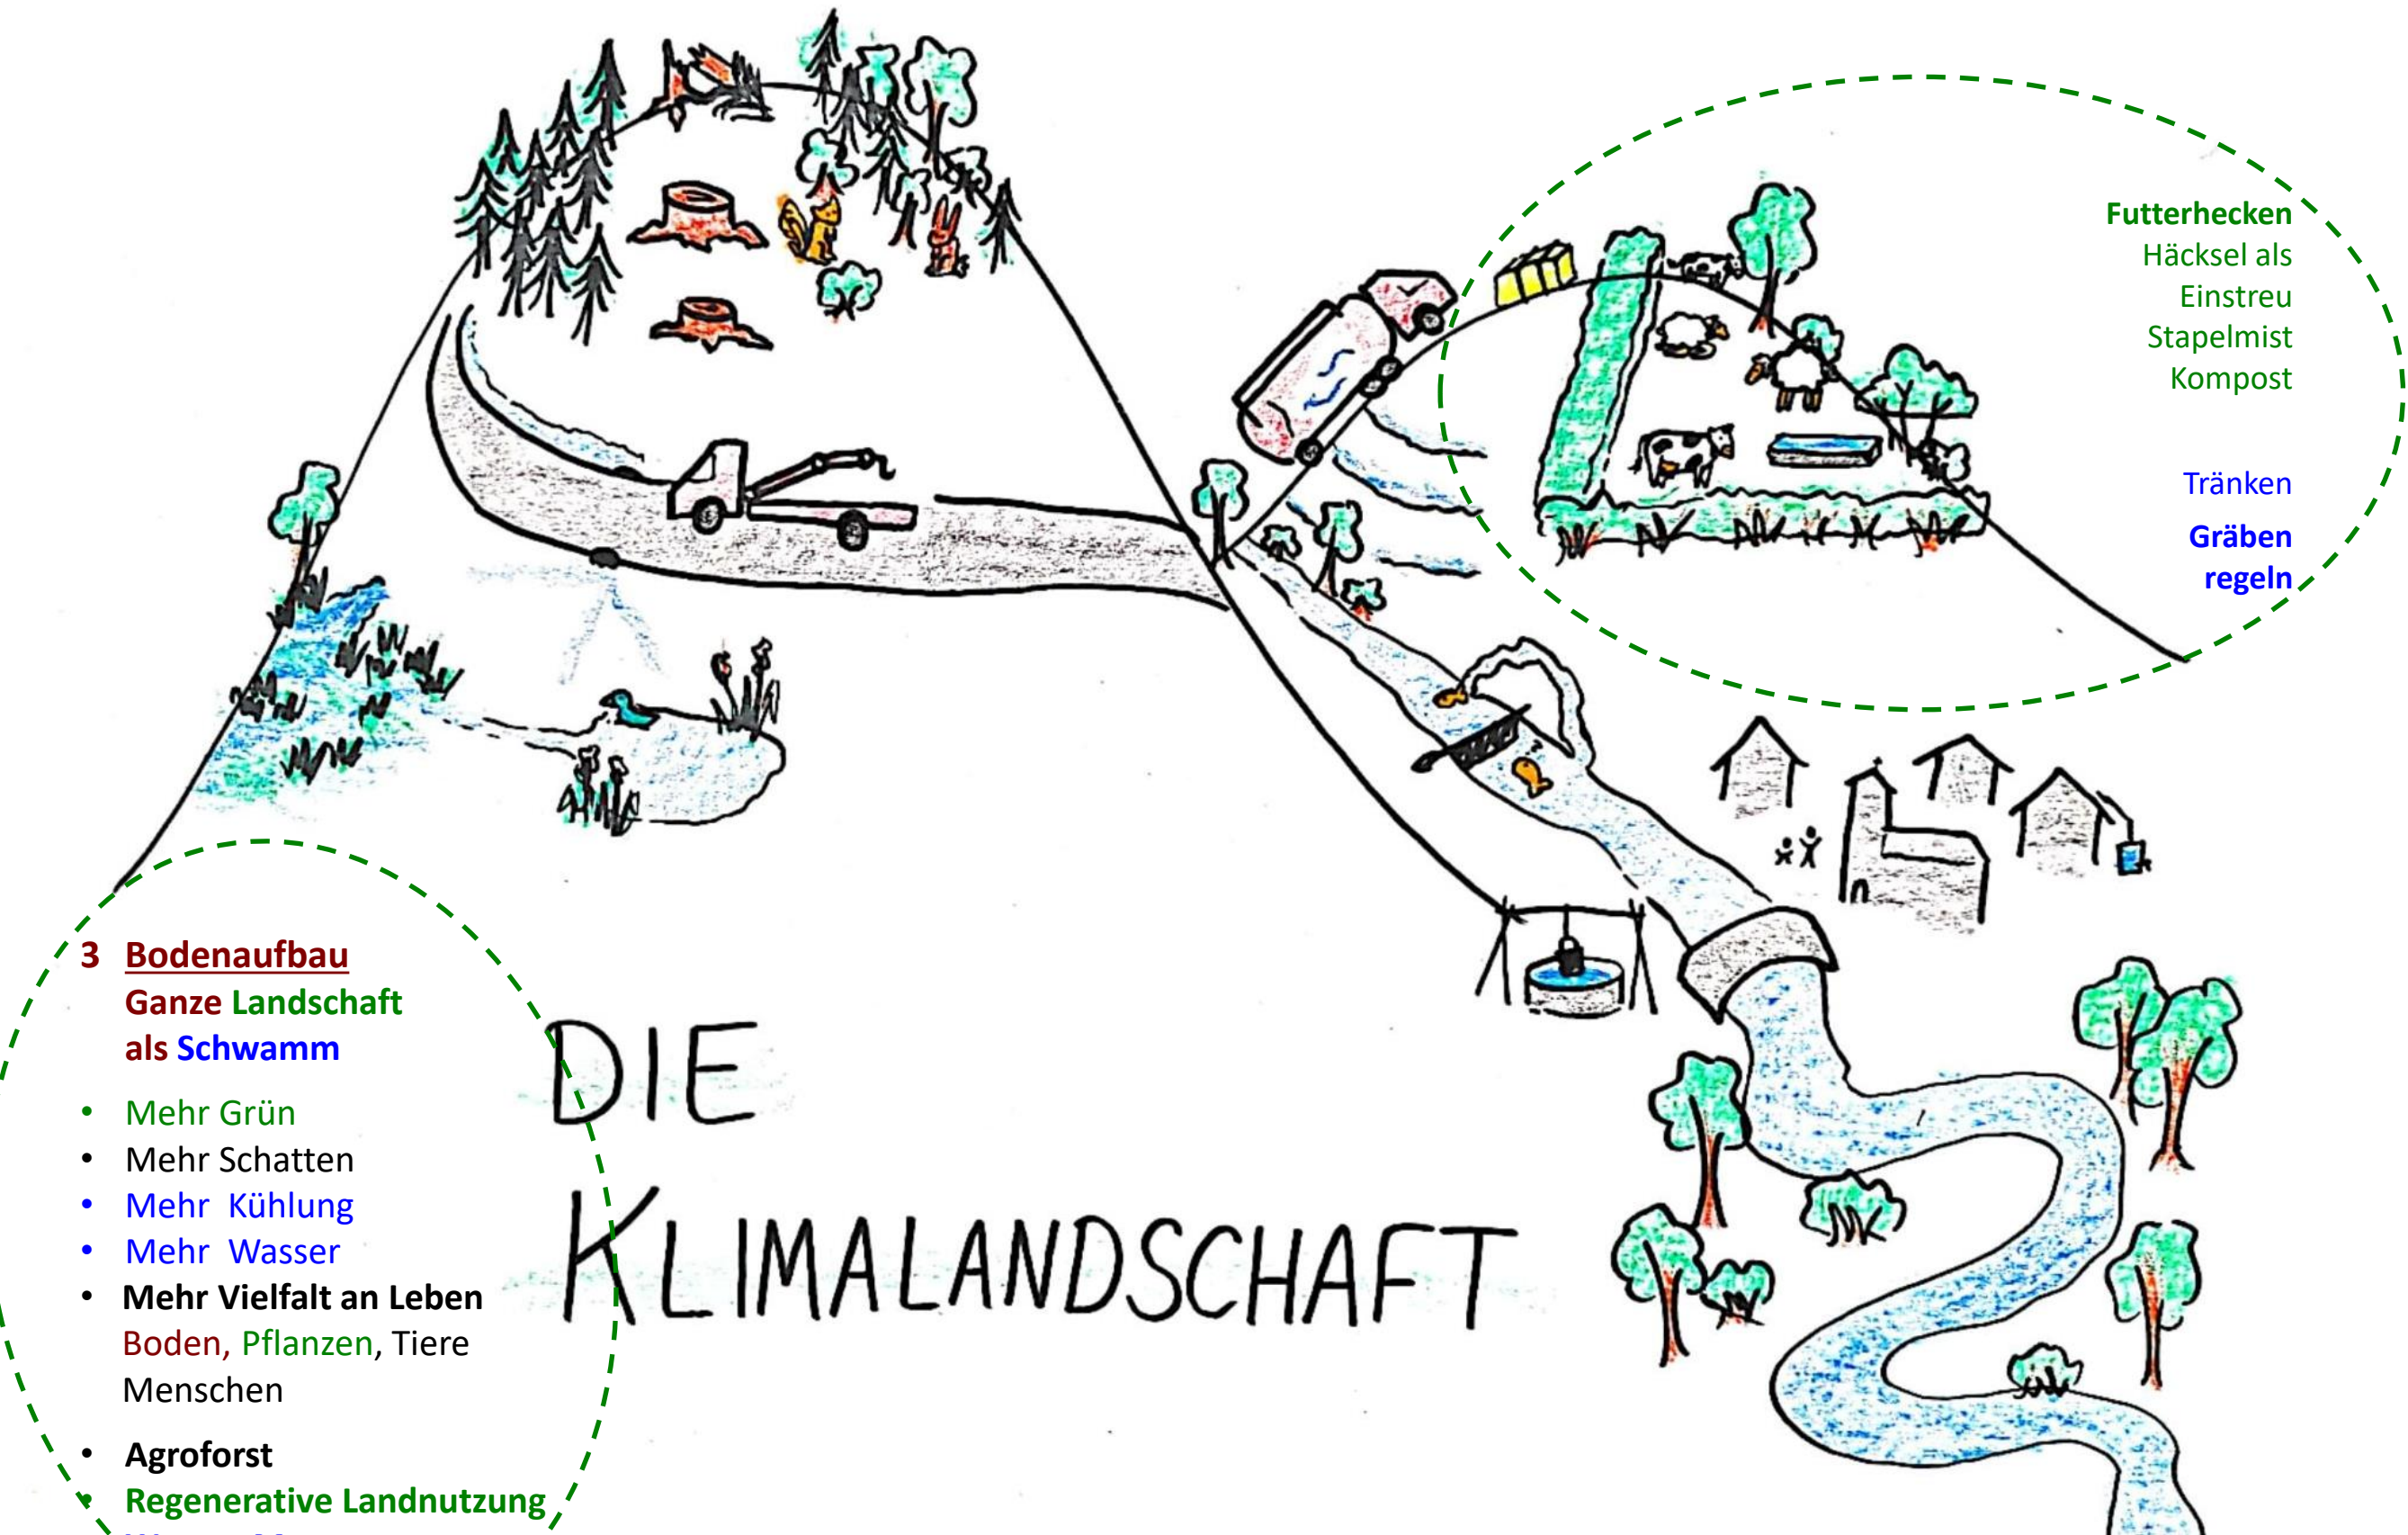 Futterhecken
Häcksel als
Einstreu
Stapelmist
Kompost
Tränken
Gräben
regeln
3 Bodenaufbau
Ganze Landschaft
als Schwamm
• Mehr Grün
• Mehr Schatten
• Mehr Kühlung
• Mehr Wasser
• Mehr Vielfalt an Leben
Boden, Pflanzen, Tiere
Menschen
• Agroforst
• Regenerative Landnutzung
DIE
KLIMALANDSCHAFT
??